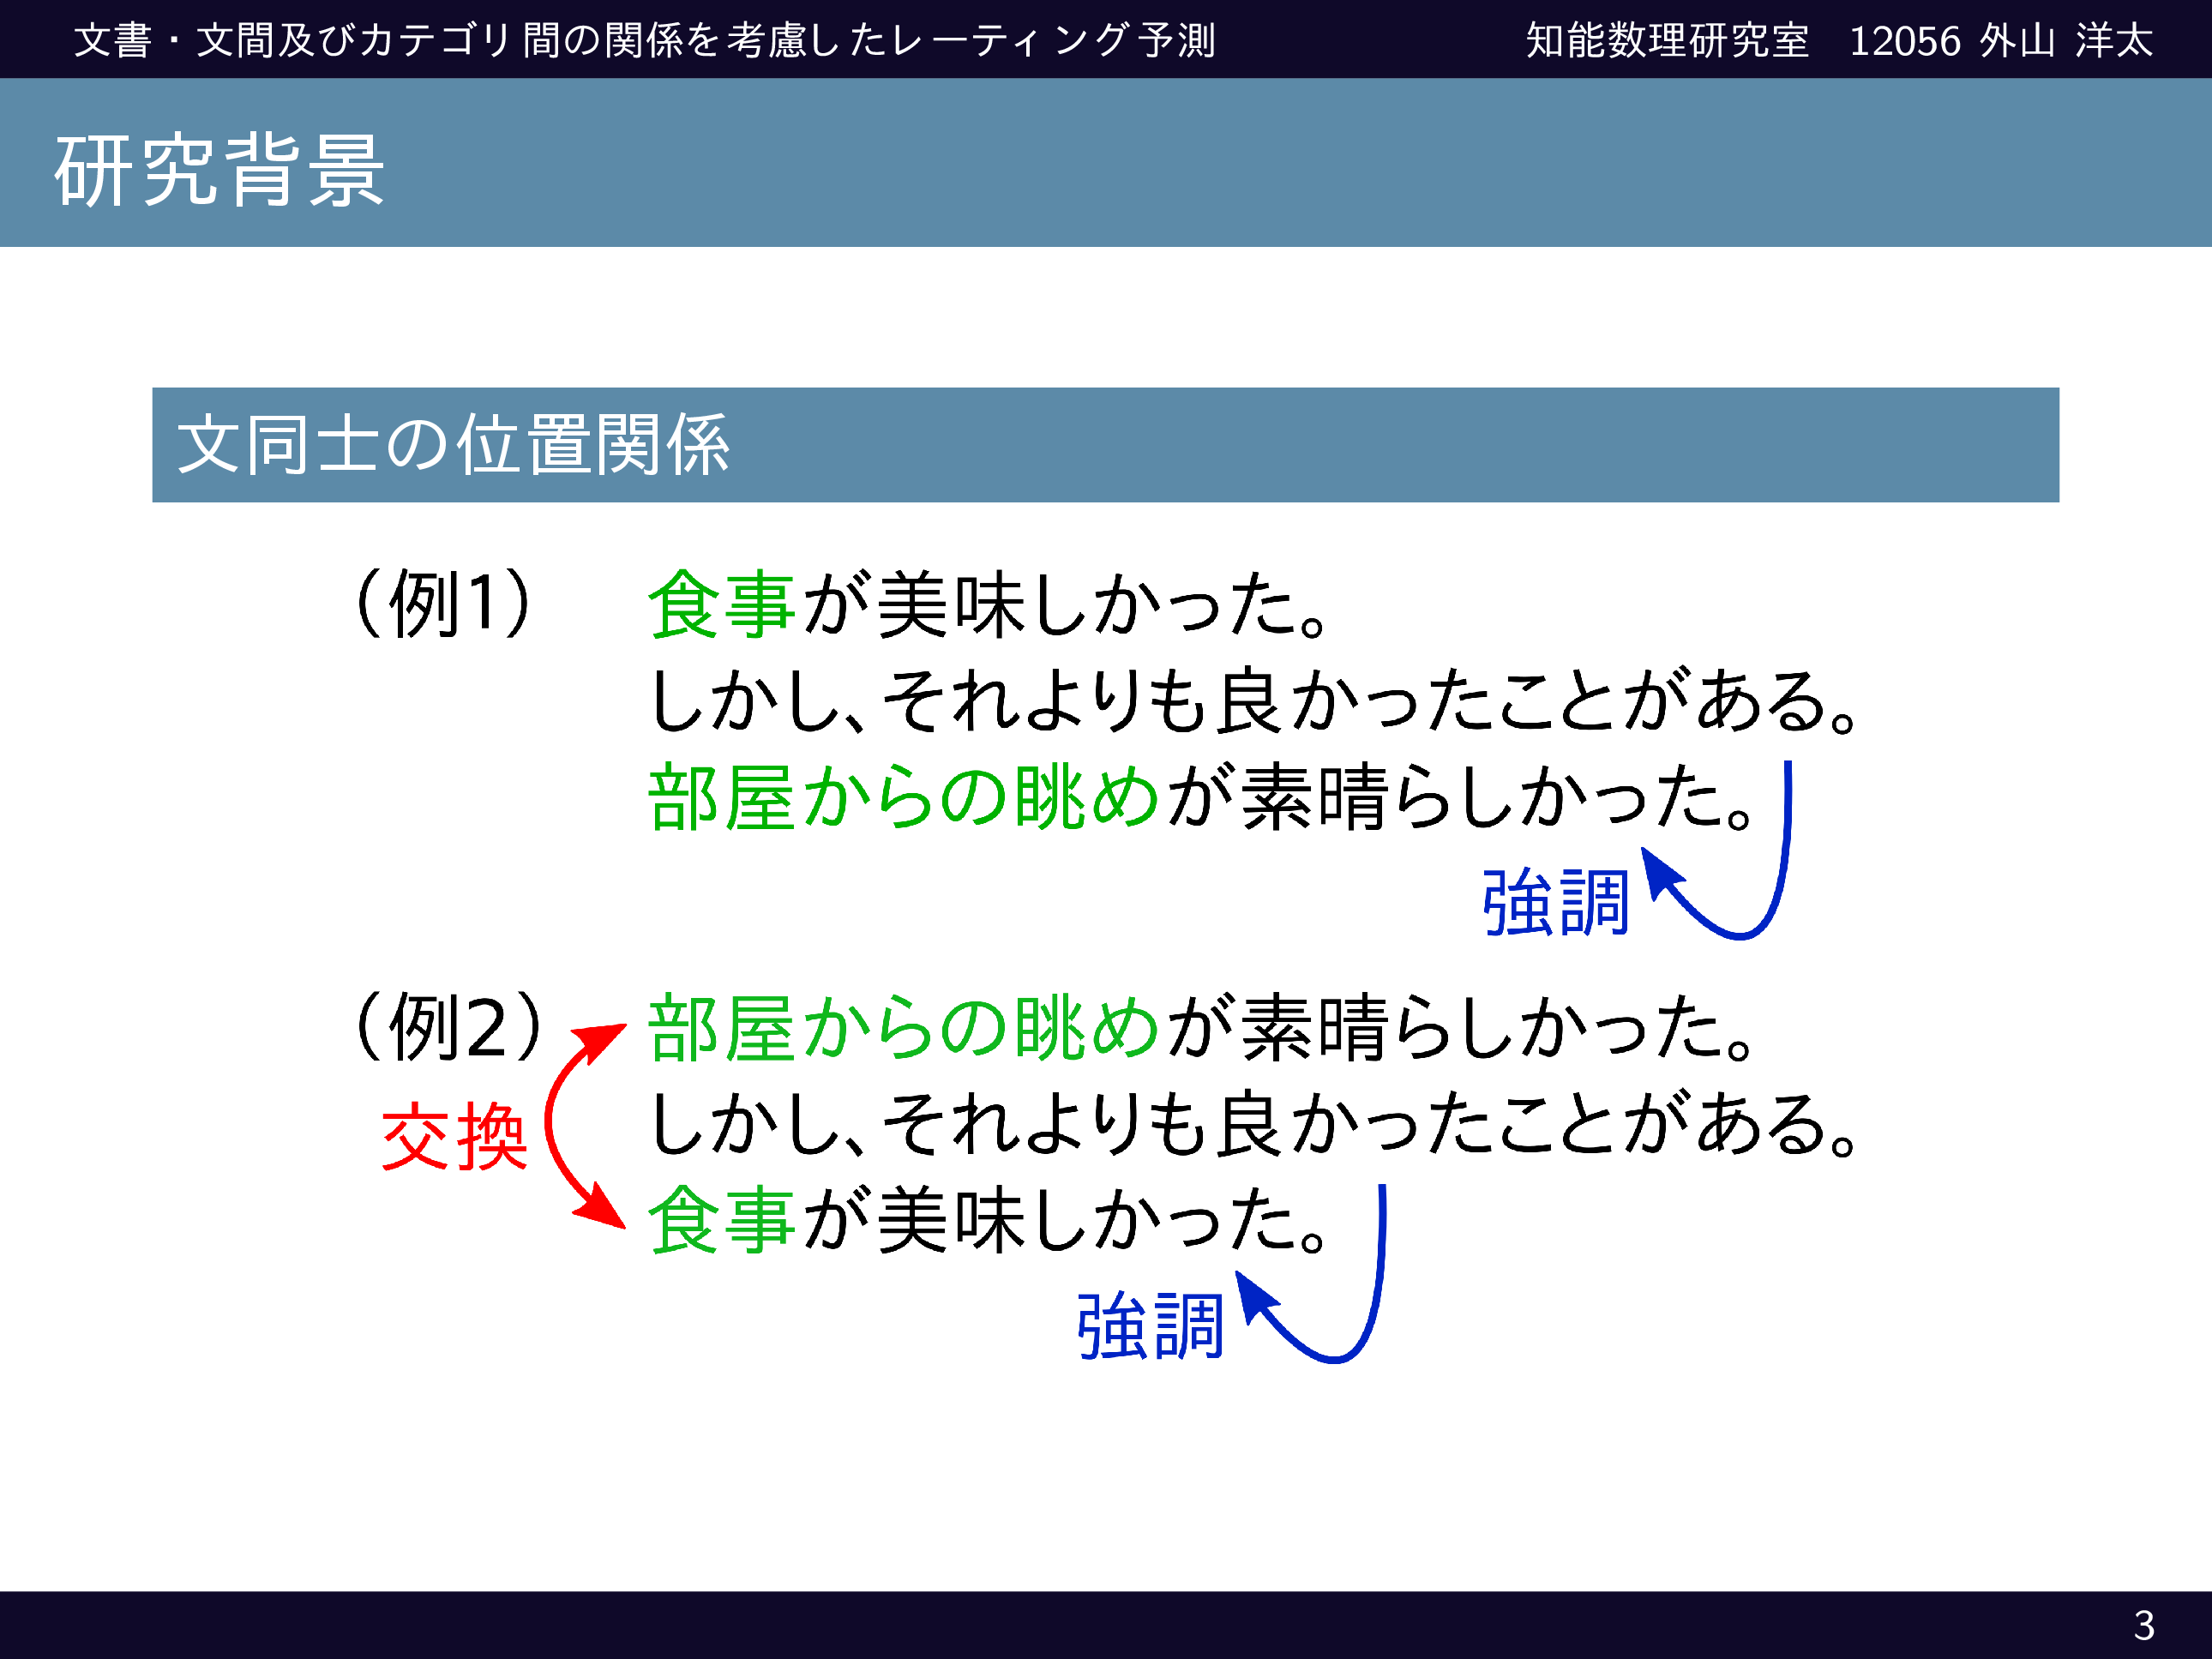 文書・文間及びカテゴリ間の関係を考慮したレーティング予測
知能数理研究室 12056 外山 洋太
研究背景
文同士の位置関係
（例1） 食事が美味しかった。
しかし、それよりも良かったことがある。
部屋からの眺めが素晴らしかった。
強調
（例2） 部屋からの眺めが素晴らしかった。
しかし、それよりも良かったことがある。
交換
食事が美味しかった。
強調
3